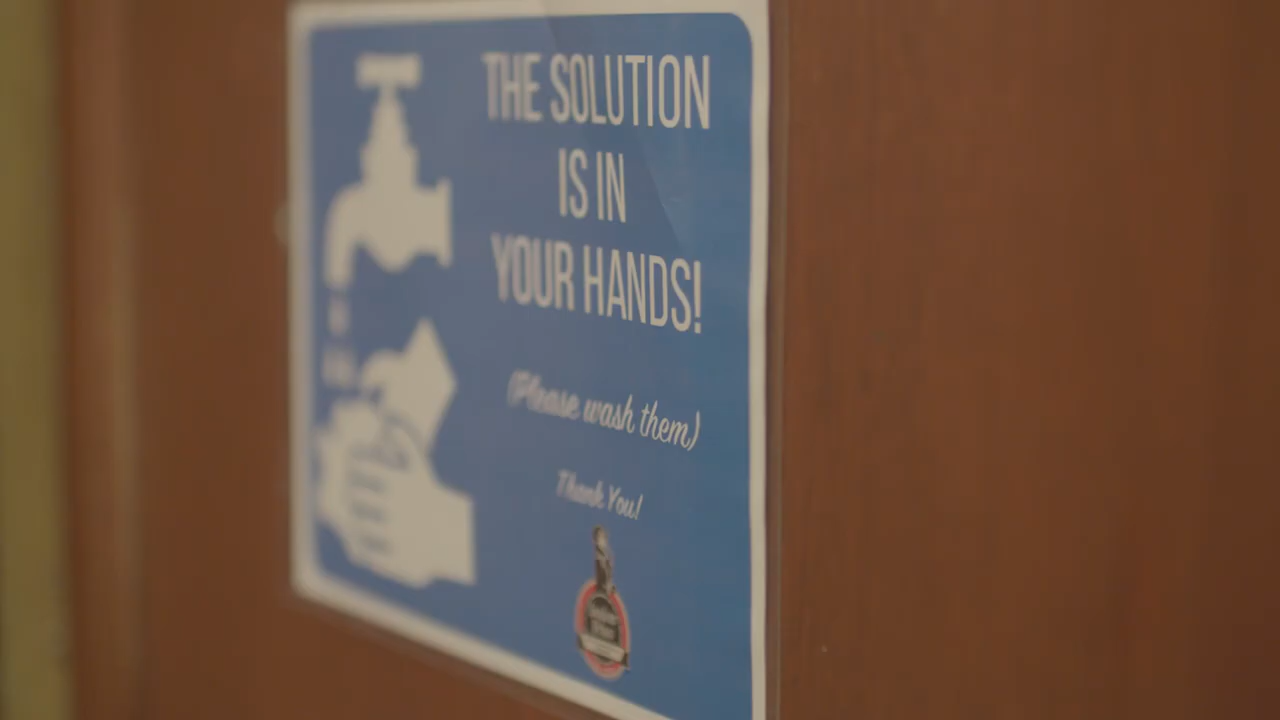 THE SOLUTION
IS IN
YOUR HANDS!
(Please wash them)
Thank You!